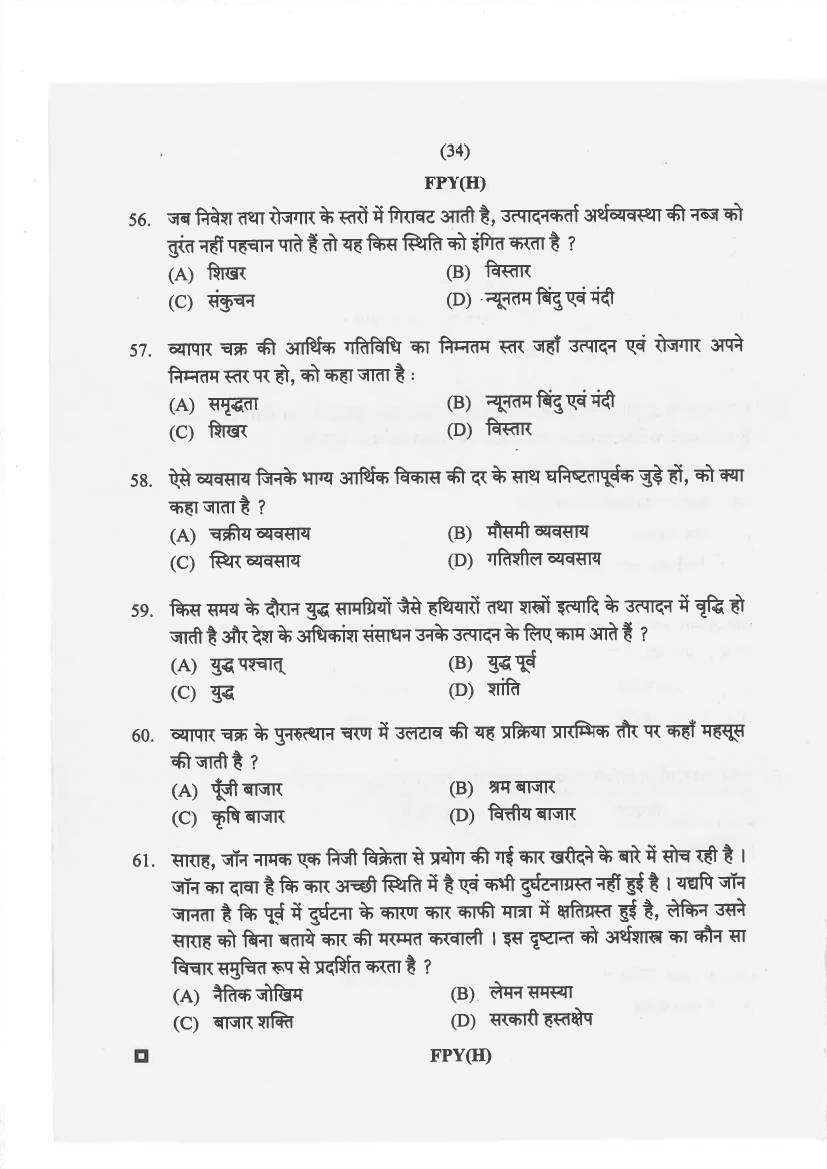 (34)
FPY(H)
56. जब निवेश तथा रोजगार के स्तरों में गिरावट आती है, उत्पादनकर्ता अर्थव्यवस्था की नब्ज को
तुरंत नहीं पहचान पाते हैं तो यह किस स्थिति को इंगित करता है ?
(A) शिखर (B) विस्तार
(C) संकुचन (D) न्यूनतम बिंदु एवं मंदी
57. व्यापार चक्र की आर्थिक गतिविधि का निम्नतम स्तर जहाँ उत्पादन एवं रोजगार अपने
निम्नतम स्तर पर हो, को कहा जाता है :
(A) समृद्धता (B) न्यूनतम बिंदु एवं मंदी
(C) शिखर (D) विस्तार
58. ऐसे व्यवसाय जिनके भाग्य आर्थिक विकास की दर के साथ घनिष्टतापूर्वक जुड़े हों, को क्या
कहा जाता है ?
(A) चक्रीय व्यवसाय (B) मौसमी व्यवसाय
(C) स्थिर व्यवसाय (D) गतिशील व्यवसाय
59. किस समय के दौरान युद्ध सामग्रियों जैसे हथियारों तथा शस्त्रों इत्यादि के उत्पादन में वृद्धि हो
जाती है और देश के अधिकांश संसाधन उनके उत्पादन के लिए काम आते हैं ?
(A) युद्ध पश्चात् (B) युद्ध पूर्व
(C) युद्ध (D) शांति
60. व्यापार चक्र के पुनरुत्थान चरण में उलटाव की यह प्रक्रिया प्रारम्भिक तौर पर कहाँ महसूस
की जाती है ?
(A) पूँजी बाजार (B) श्रम बाजार
(C) कृषि बाजार (D) वित्तीय बाजार
61. साराह, जॉन नामक एक निजी विक्रेता से प्रयोग की गई कार खरीदने के बारे में सोच रही है ।
जॉन का दावा है कि कार अच्छी स्थिति में है एवं कभी दुर्घटनाग्रस्त नहीं हुई है । यद्यपि जॉन
जानता है कि पूर्व में दुर्घटना के कारण कार काफी मात्रा में क्षतिग्रस्त हुई है, लेकिन उसने
साराह को बिना बताये कार की मरम्मत करवाली । इस दृष्टान्त को अर्थशास्त्र का कौन सा
विचार समुचित रूप से प्रदर्शित करता है ?
(A) नैतिक जोखिम (B) लेमन समस्या
(C) बाजार शक्ति (D) सरकारी हस्तक्षेप
FPY(H)